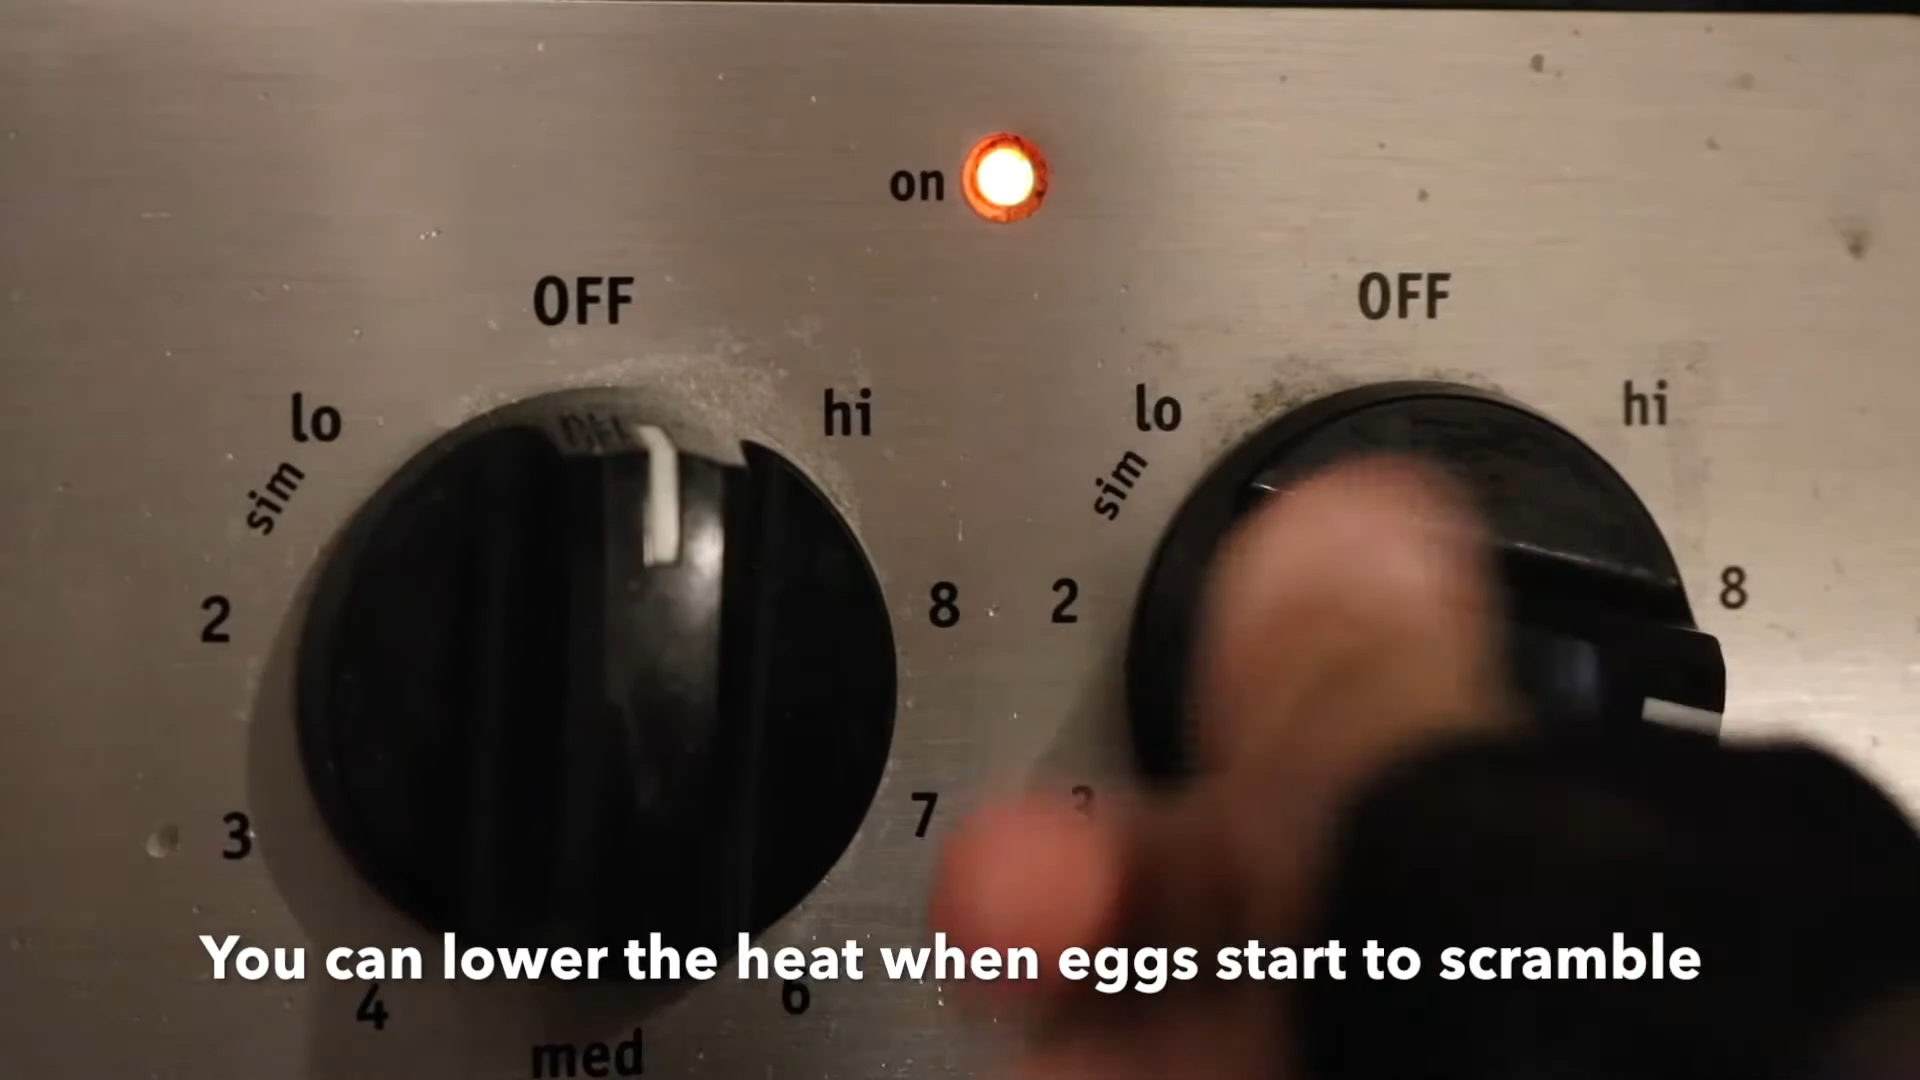 on
OFF
OFF
lo
hi
lo
hi
sim
sim
2
8
2
8
3
7
3
You can lower the heat when eggs start to scramble
4
6
med